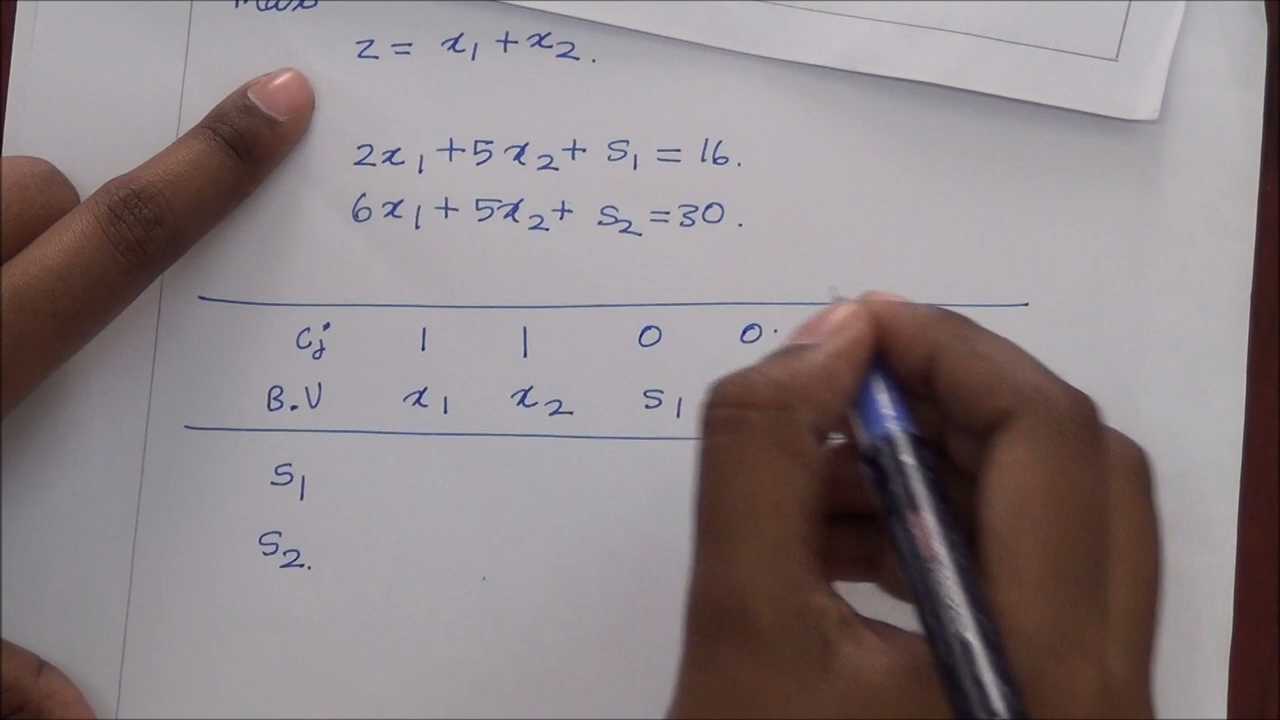 z = x₁ + x₂.
2x₁ + 5x₂ + S₁ = 16.
6x₁ + 5x₂ + S₂ = 30.
Cj 1 1 0 0.
B.V x₁ x₂ S₁
S₁
S₂.